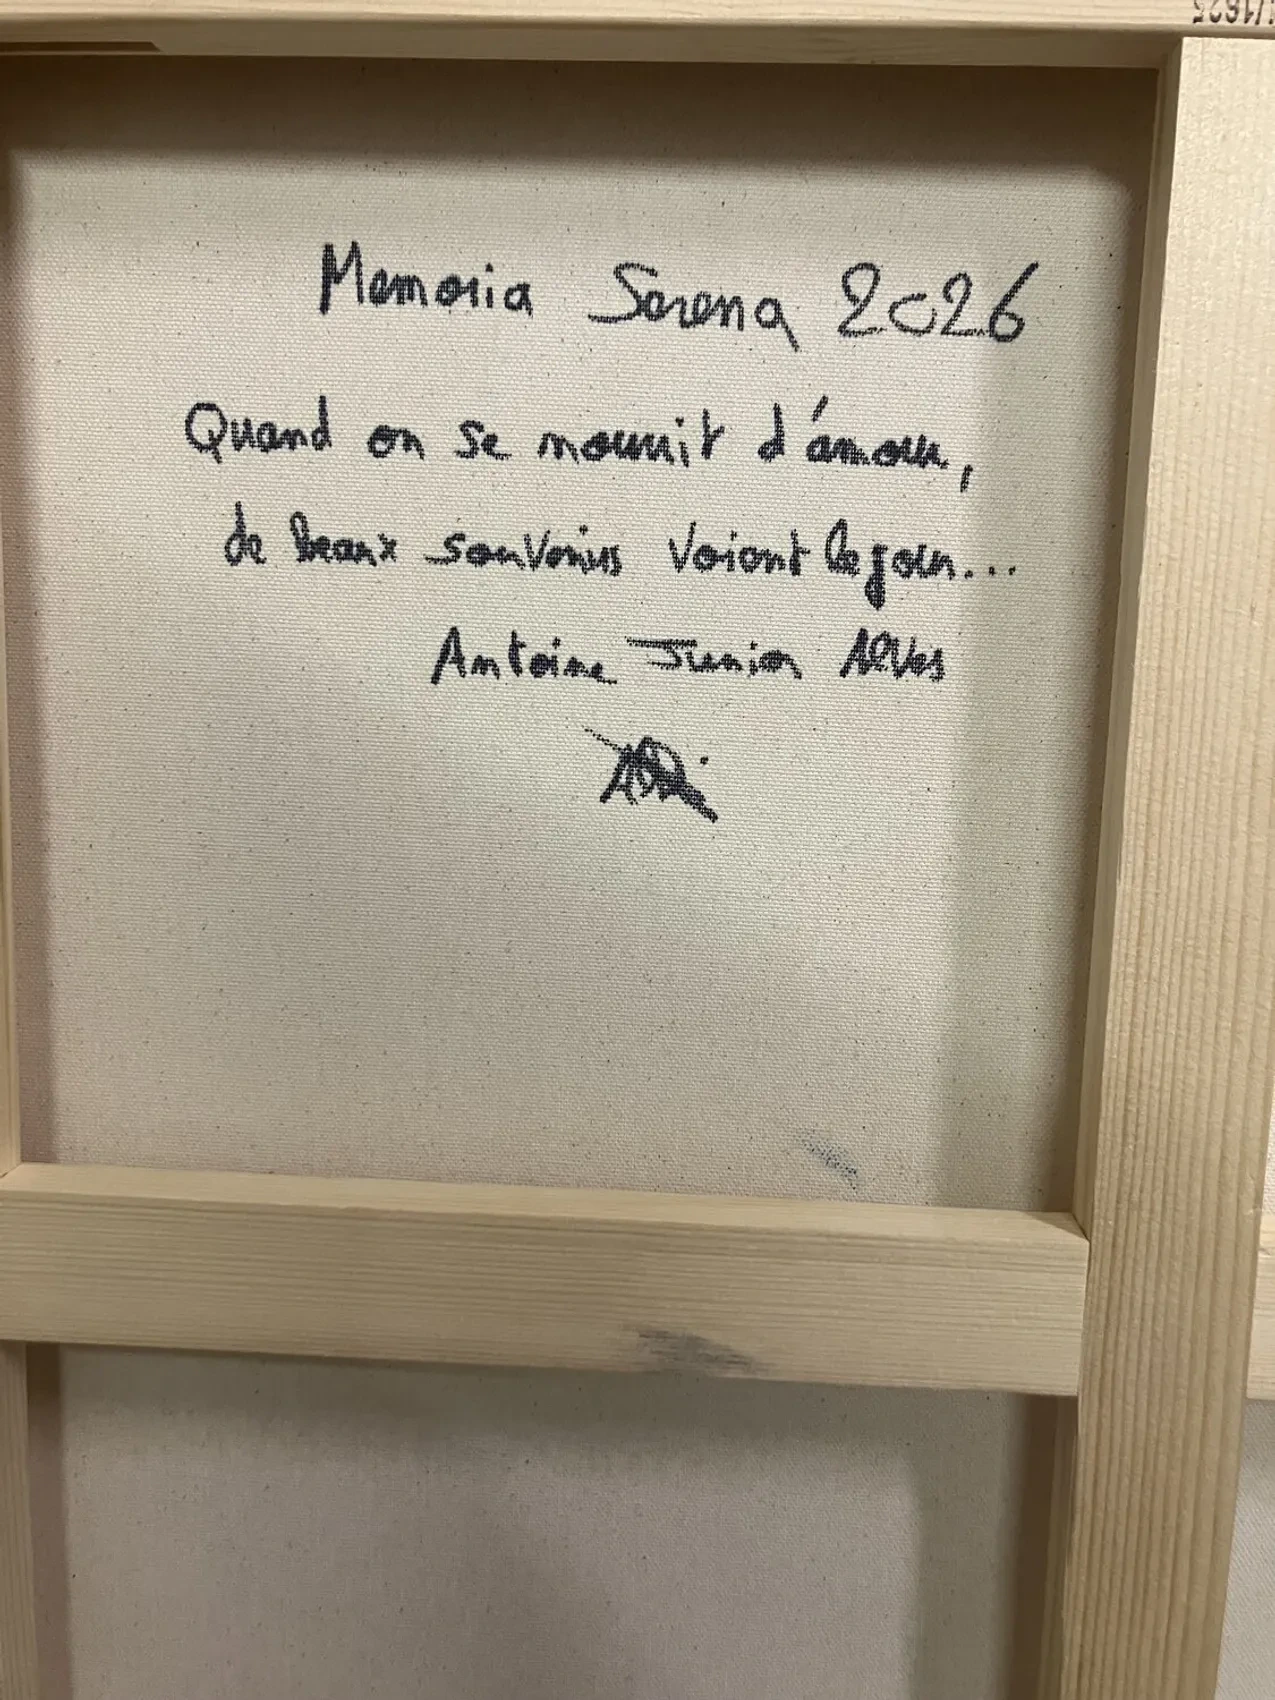 Memoria Serena 2026
Quand on se nourrit d'amour,
de beaux souvenirs voient le jour...
Antoine Junior Alves